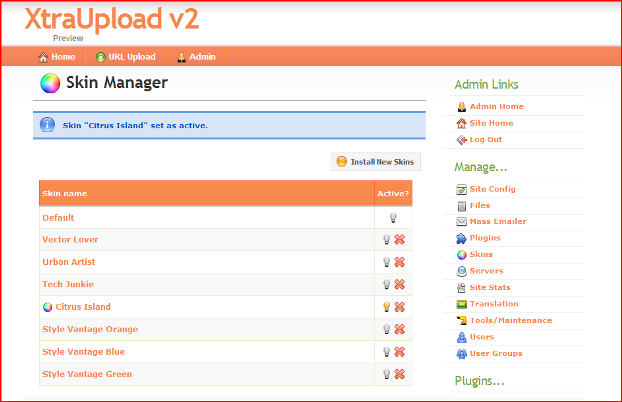 XtraUpload v2
Preview
Home URL Upload Admin
Skin Manager
Skin "Citrus Island" set as active.
Install New Skins
Skin name Active?
Default
Vector Lover
Urban Artist
Tech Junkie
Citrus Island
Style Vantage Orange
Style Vantage Blue
Style Vantage Green
Admin Links
Admin Home
Site Home
Log Out
Manage...
Site Config
Files
Mass Emailer
Plugins
Skins
Servers
Site Stats
Translation
Tools/Maintenance
Users
User Groups
Plugins...